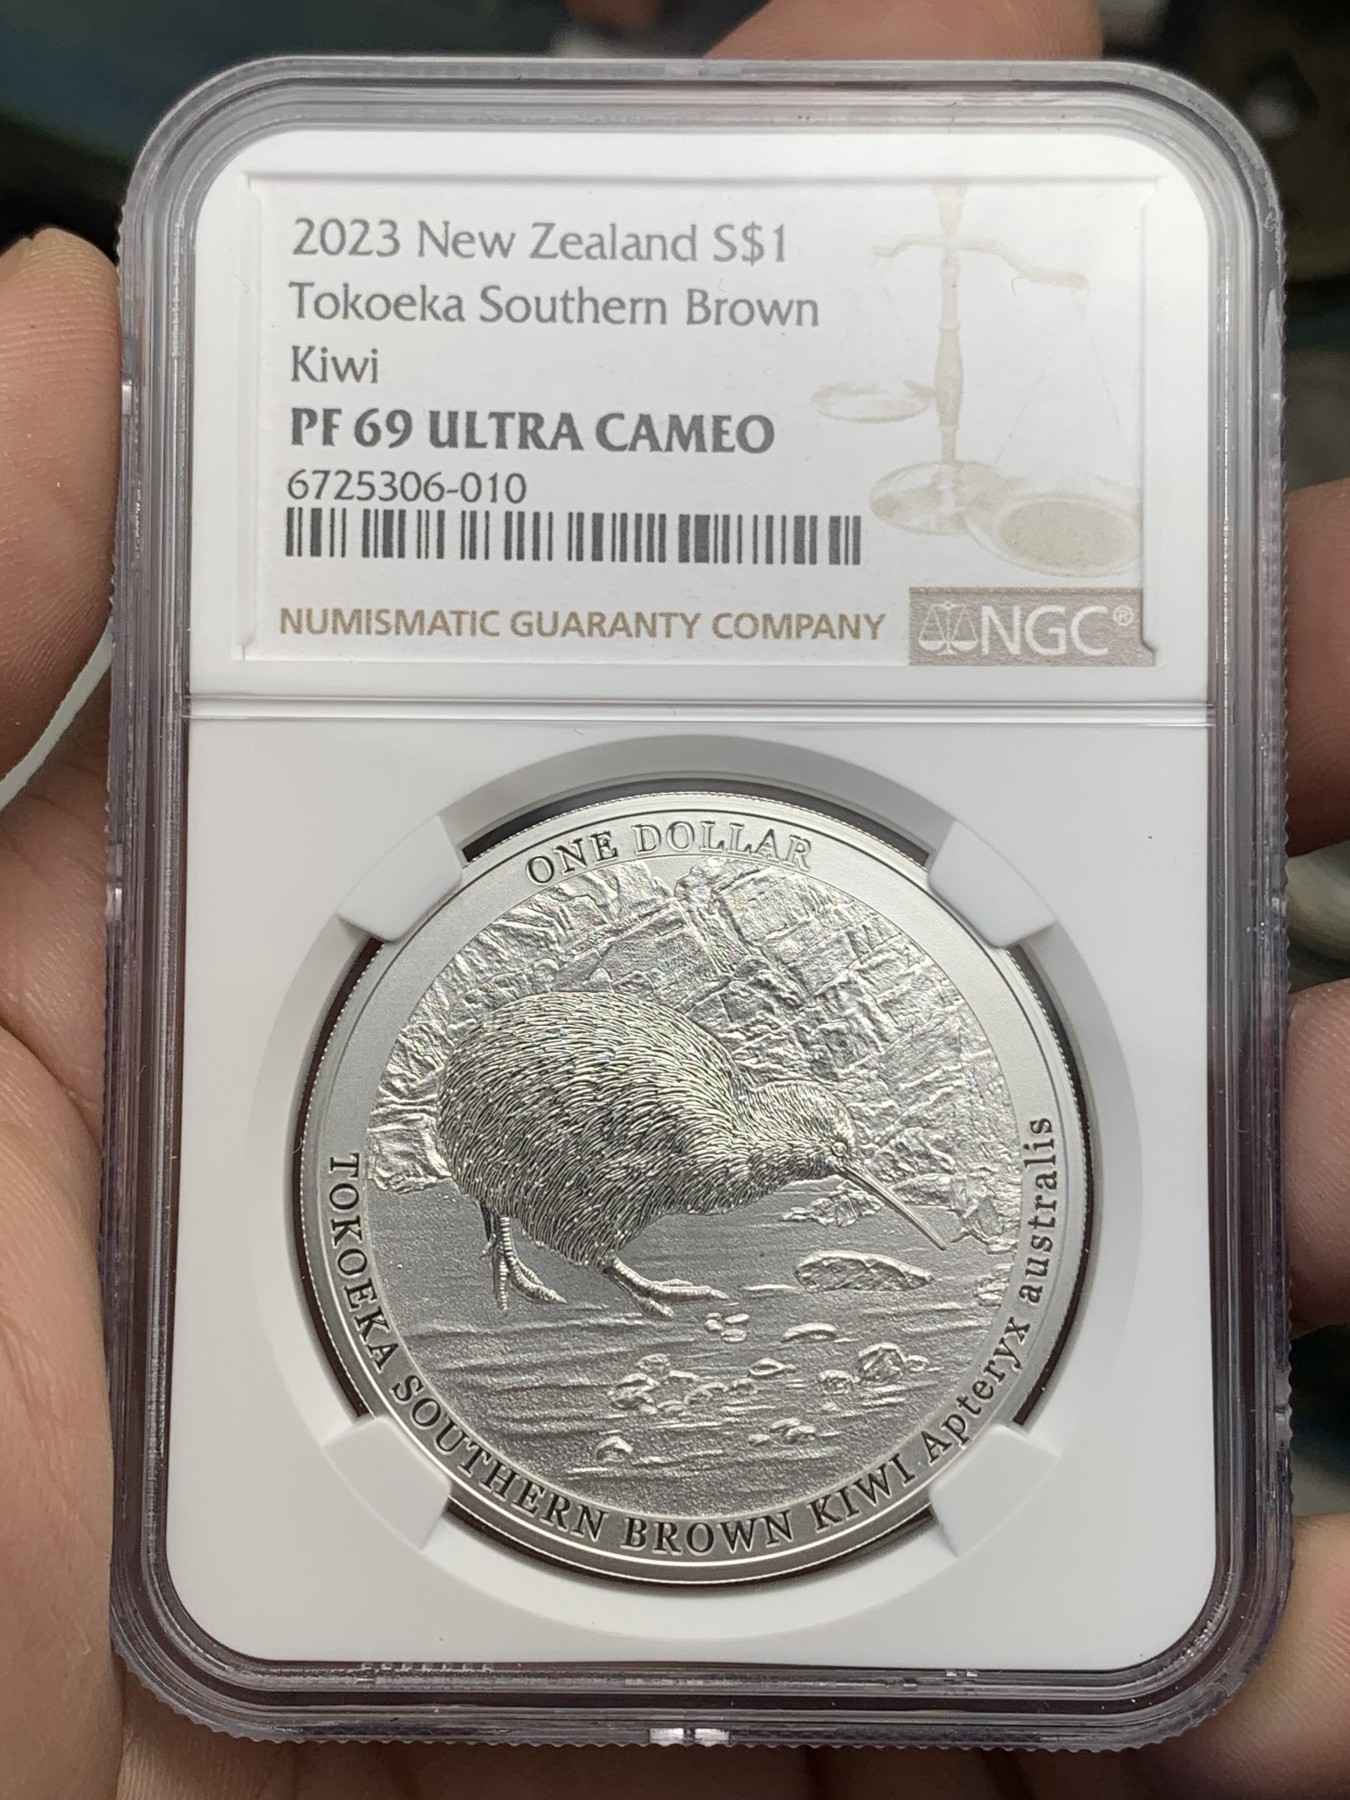 2023 New Zealand S$1
Tokoeka Southern Brown
Kiwi
PF 69 ULTRA CAMEO
6725306-010
NUMISMATIC GUARANTY COMPANY
NGC®
ONE DOLLAR
TOKOEKA SOUTHERN BROWN KIWI Apteryx australis